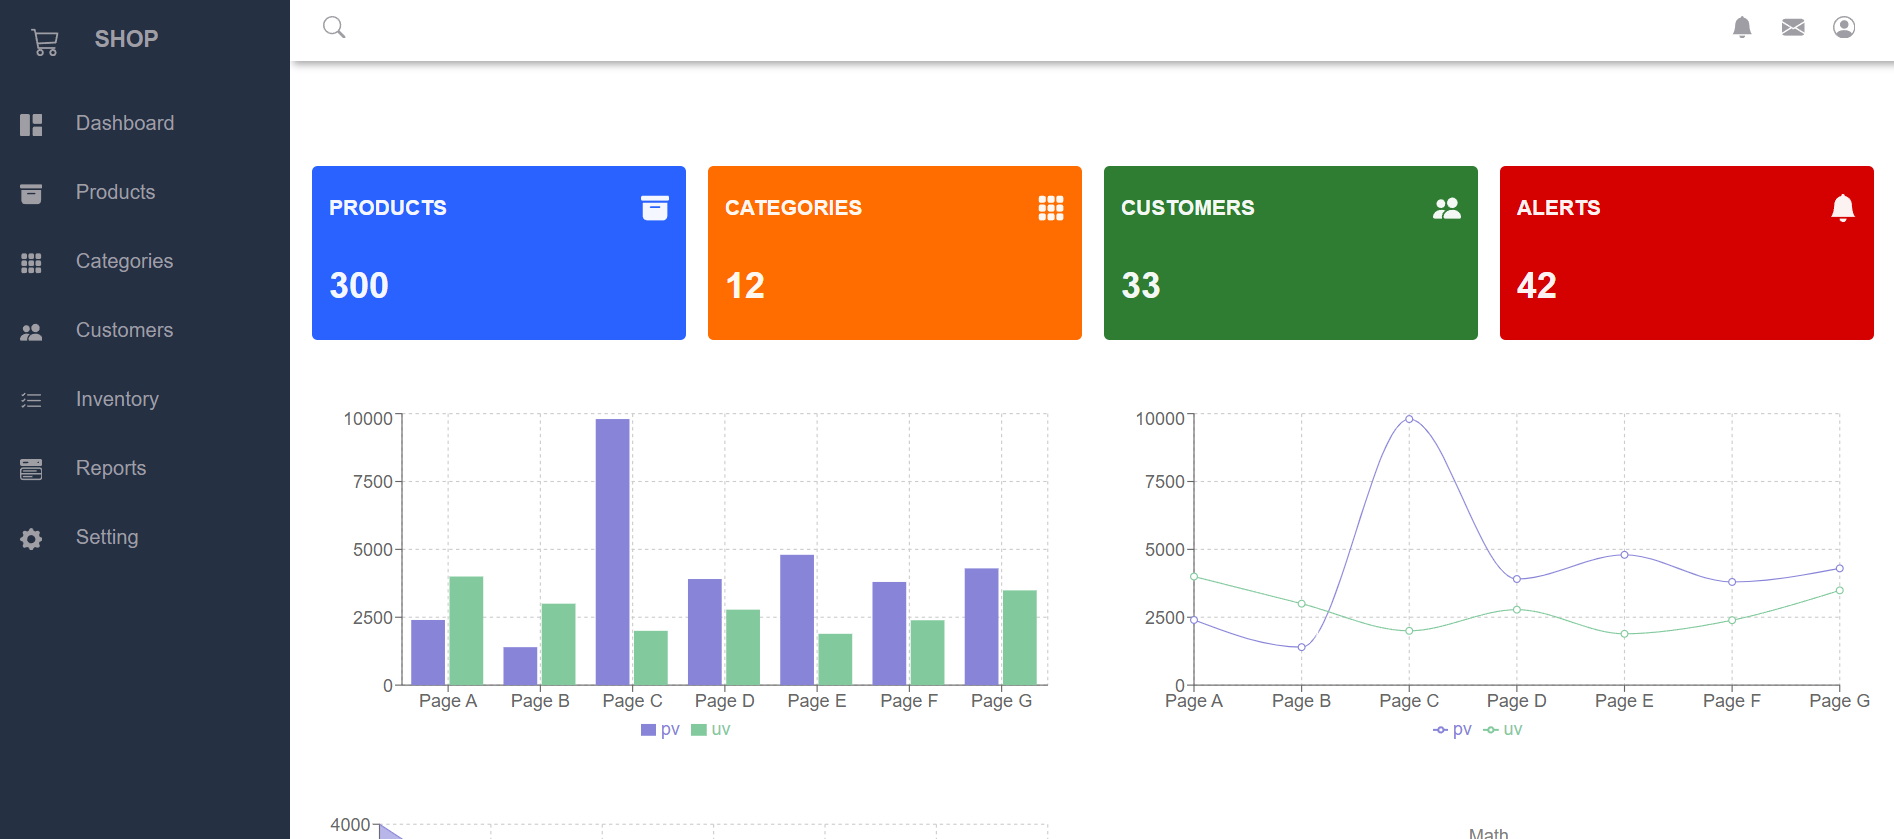 SHOP
Dashboard
Products
Categories
Customers
Inventory
Reports
Setting
PRODUCTS
300
CATEGORIES
12
CUSTOMERS
33
ALERTS
42
10000
7500
5000
2500
0
Page A Page B Page C Page D Page E Page F Page G
pv uv
10000
7500
5000
2500
0
Page A Page B Page C Page D Page E Page F Page G
pv uv
4000
Math